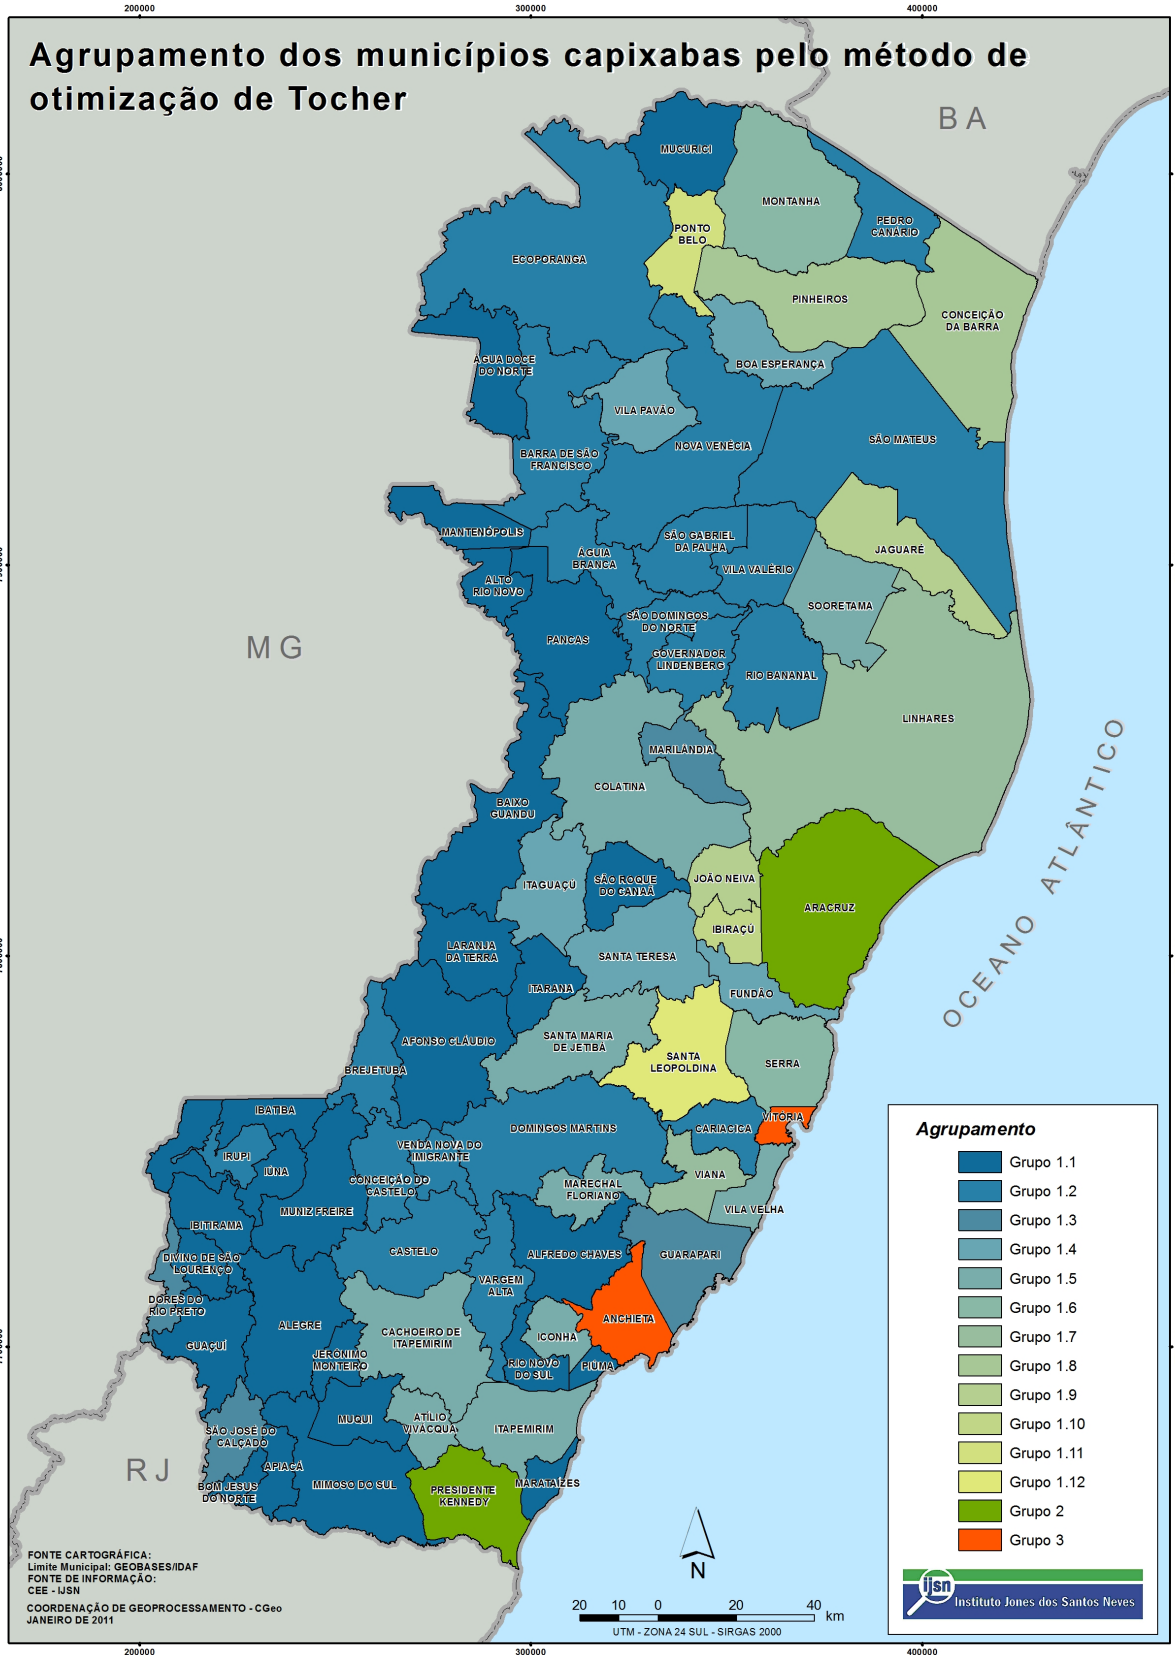 200000
300000
400000
Agrupamento dos municípios capixabas pelo método de
otimização de Tocher
BA
MUCURICI
MONTANHA
PEDRO
CANÁRIO
PONTO
BELO
ECOPORANGA
PINHEIROS
CONCEIÇÃO
DA BARRA
ÁGUA DOCE
DO NORTE
BOA ESPERANÇA
VILA PAVÃO
NOVA VENÉCIA
SÃO MATEUS
BARRA DE SÃO
FRANCISCO
MANTENÓPOLIS
SÃO GABRIEL
DA PALHA
ÁGUIA
BRANCA
JAGUARÉ
VILA VALÉRIO
ALTO
RIO NOVO
SOORETAMA
SÃO DOMINGOS
DO NORTE
PANCAS
MG
GOVERNADOR
LINDENBERG
RIO BANANAL
LINHARES
MARILÂNDIA
COLATINA
OCEANO ATLÂNTICO
BAIXO
GUANDU
ITAGUAÇÚ
SÃO ROQUE
DO CANAÃ
JOÃO NEIVA
ARACRUZ
IBIRAÇÚ
LARANJA
DA TERRA
SANTA TERESA
ITARANA
FUNDÃO
AFONSO CLÁUDIO
SANTA MARIA
DE JETIBÁ
SANTA
LEOPOLDINA
SERRA
BREJETUBA
IBATIBA
VITÓRIA
DOMINGOS MARTINS
CARIACICA
IRUPI
IÚNA
VENDA NOVA DO
IMIGRANTE
CONCEIÇÃO DO
CASTELO
VIANA
MARECHAL
FLORIANO
VILA VELHA
IBITIRAMA
MUNIZ FREIRE
CASTELO
ALFREDO CHAVES
GUARAPARI
DIVINO DE SÃO
LOURENÇO
VARGEM
ALTA
DORES DO
RIO PRETO
ANCHIETA
ALEGRE
CACHOEIRO DE
ITAPEMIRIM
ICONHA
GUAÇUÍ
JERÔNIMO
MONTEIRO
RIO NOVO
DO SUL
PIÚMA
MUQUI
ATÍLIO
VIVÁCQUA
ITAPEMIRIM
SÃO JOSÉ DO
CALÇADO
APIACÁ
BOM JESUS
DO NORTE
MIMOSO DO SUL
MARATAÍZES
PRESIDENTE
KENNEDY
RJ
Agrupamento
Grupo 1.1
Grupo 1.2
Grupo 1.3
Grupo 1.4
Grupo 1.5
Grupo 1.6
Grupo 1.7
Grupo 1.8
Grupo 1.9
Grupo 1.10
Grupo 1.11
Grupo 1.12
Grupo 2
Grupo 3
ijsn
Instituto Jones dos Santos Neves
N
20 10 0 20 40 km
UTM - ZONA 24 SUL - SIRGAS 2000
FONTE CARTOGRÁFICA:
Limite Municipal: GEOBASES/IDAF
FONTE DE INFORMAÇÃO:
CEE - IJSN
COORDENAÇÃO DE GEOPROCESSAMENTO - CGeo
JANEIRO DE 2011
200000
300000
400000